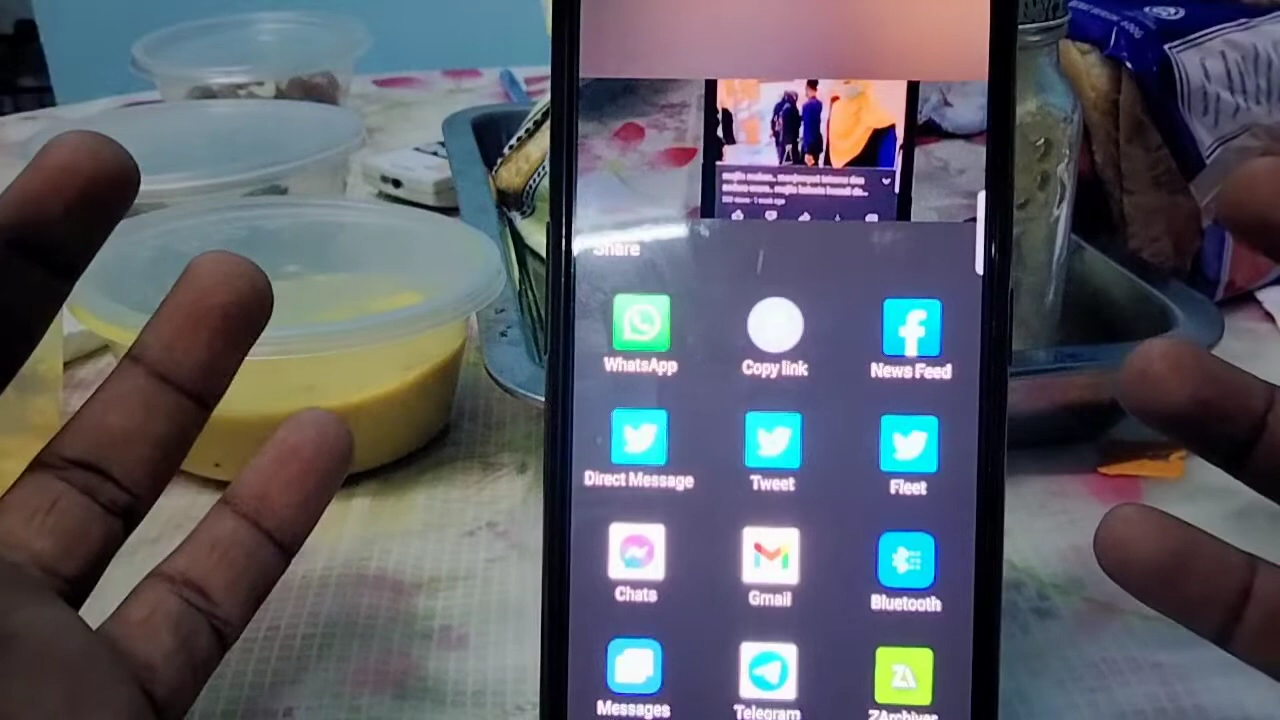 Share
WhatsApp
Copy link
News Feed
Direct Message
Tweet
Fleet
Chats
Gmail
Bluetooth
Messages
Telegram
ZArchiver